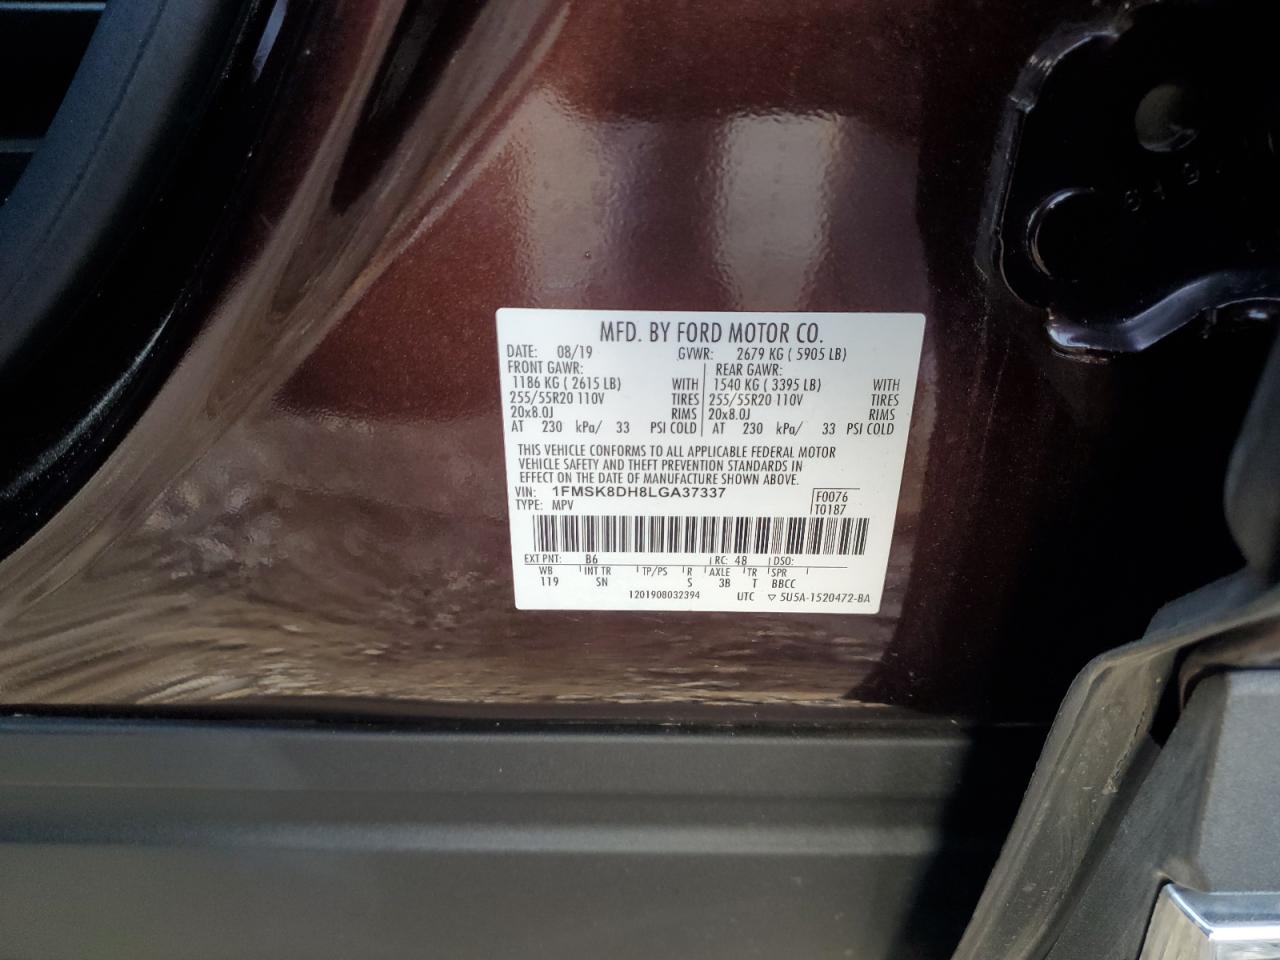 MFD. BY FORD MOTOR CO.
DATE: 08/19 GVWR: 2679 KG ( 5905 LB)
FRONT GAWR: REAR GAWR:
1186 KG ( 2615 LB) WITH 1540 KG ( 3395 LB) WITH
255/55R20 110V TIRES 255/55R20 110V TIRES
20x8.0J RIMS 20x8.0J RIMS
AT 230 kPa/ 33 PSI COLD AT 230 kPa/ 33 PSI COLD
THIS VEHICLE CONFORMS TO ALL APPLICABLE FEDERAL MOTOR
VEHICLE SAFETY AND THEFT PREVENTION STANDARDS IN
EFFECT ON THE DATE OF MANUFACTURE SHOWN ABOVE.
VIN: 1FMSK8DH8LGA37337 F0076
TYPE: MPV T0187
EXT PNT: B6 RC: 48 DSO:
WB INT TR TP/PS R AXLE TR SPR
119 SN S 3B T BBCC
1201908032394 UTC ▽ 5U5A-1520472-BA